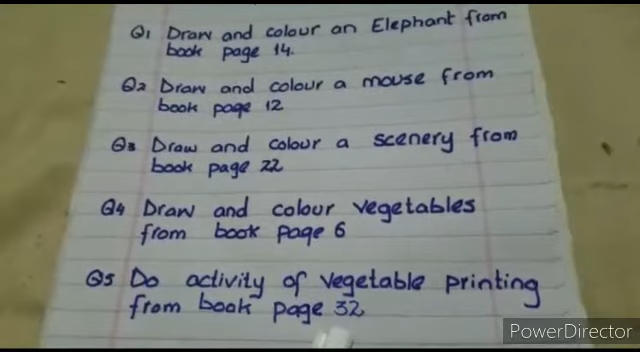 Q1 Draw and colour an Elephant from
book page 14.
Q2 Draw and colour a mouse from
book page 12
Q3 Draw and colour a scenery from
book page 22
Q4 Draw and colour vegetables
from book page 6
Q5 Do activity of vegetable printing
from book page 32
PowerDirector